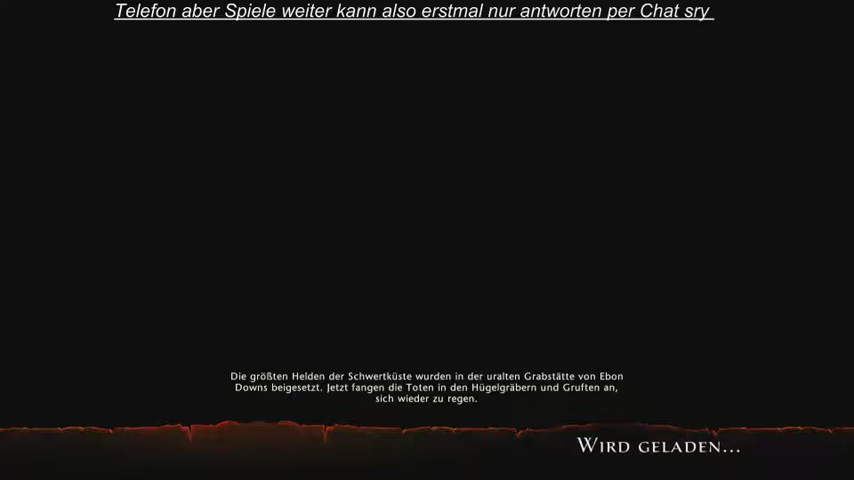 Telefon aber Spiele weiter kann also erstmal nur antworten per Chat sry
Die größten Helden der Schwertküste wurden in der uralten Grabstätte von Ebon
Downs beigesetzt. Jetzt fangen die Toten in den Hügelgräbern und Gruften an,
sich wieder zu regen.
Wird geladen...